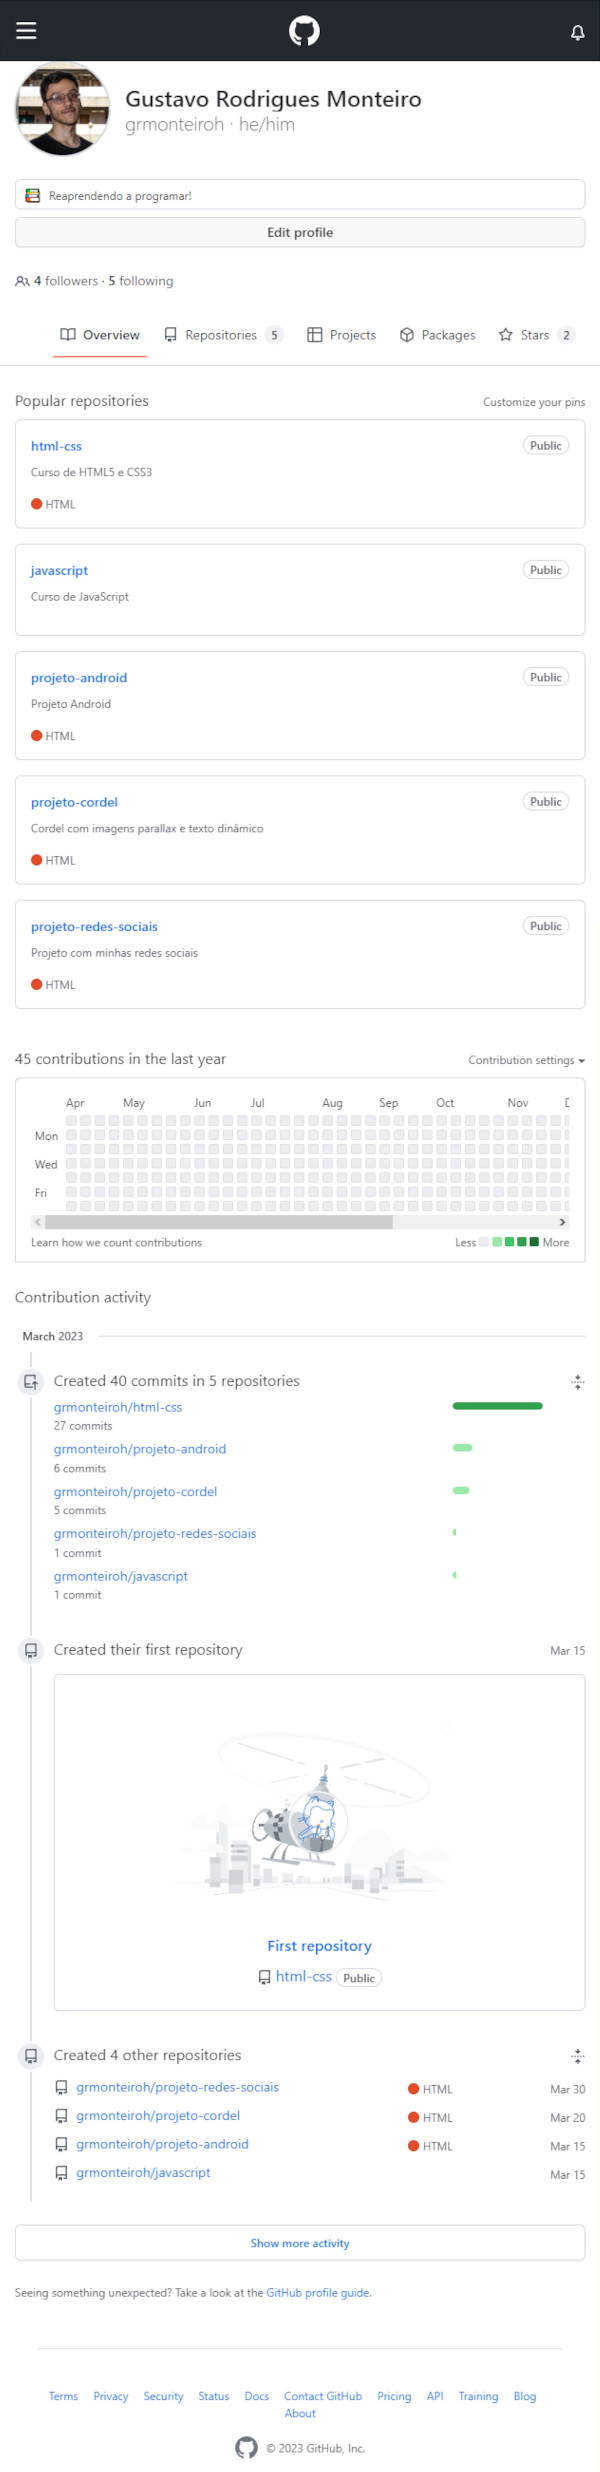 Gustavo Rodrigues Monteiro
grmonteiroh · he/him
Reaprendendo a programar!
Edit profile
4 followers · 5 following
Overview Repositories 5 Projects Packages Stars 2
Popular repositories Customize your pins
html-css Public
Curso de HTML5 e CSS3
HTML
javascript Public
Curso de JavaScript
projeto-android Public
Projeto Android
HTML
projeto-cordel Public
Cordel com imagens parallax e texto dinâmico
HTML
projeto-redes-sociais Public
Projeto com minhas redes sociais
HTML
45 contributions in the last year Contribution settings
Apr May Jun Jul Aug Sep Oct Nov
Mon
Wed
Fri
Learn how we count contributions Less More
Contribution activity
March 2023
Created 40 commits in 5 repositories
grmonteiroh/html-css
27 commits
grmonteiroh/projeto-android
6 commits
grmonteiroh/projeto-cordel
5 commits
grmonteiroh/projeto-redes-sociais
1 commit
grmonteiroh/javascript
1 commit
Created their first repository Mar 15
First repository
html-css Public
Created 4 other repositories
grmonteiroh/projeto-redes-sociais HTML Mar 30
grmonteiroh/projeto-cordel HTML Mar 20
grmonteiroh/projeto-android HTML Mar 15
grmonteiroh/javascript Mar 15
Show more activity
Seeing something unexpected? Take a look at the GitHub profile guide.
Terms Privacy Security Status Docs Contact GitHub Pricing API Training Blog
About
© 2023 GitHub, Inc.